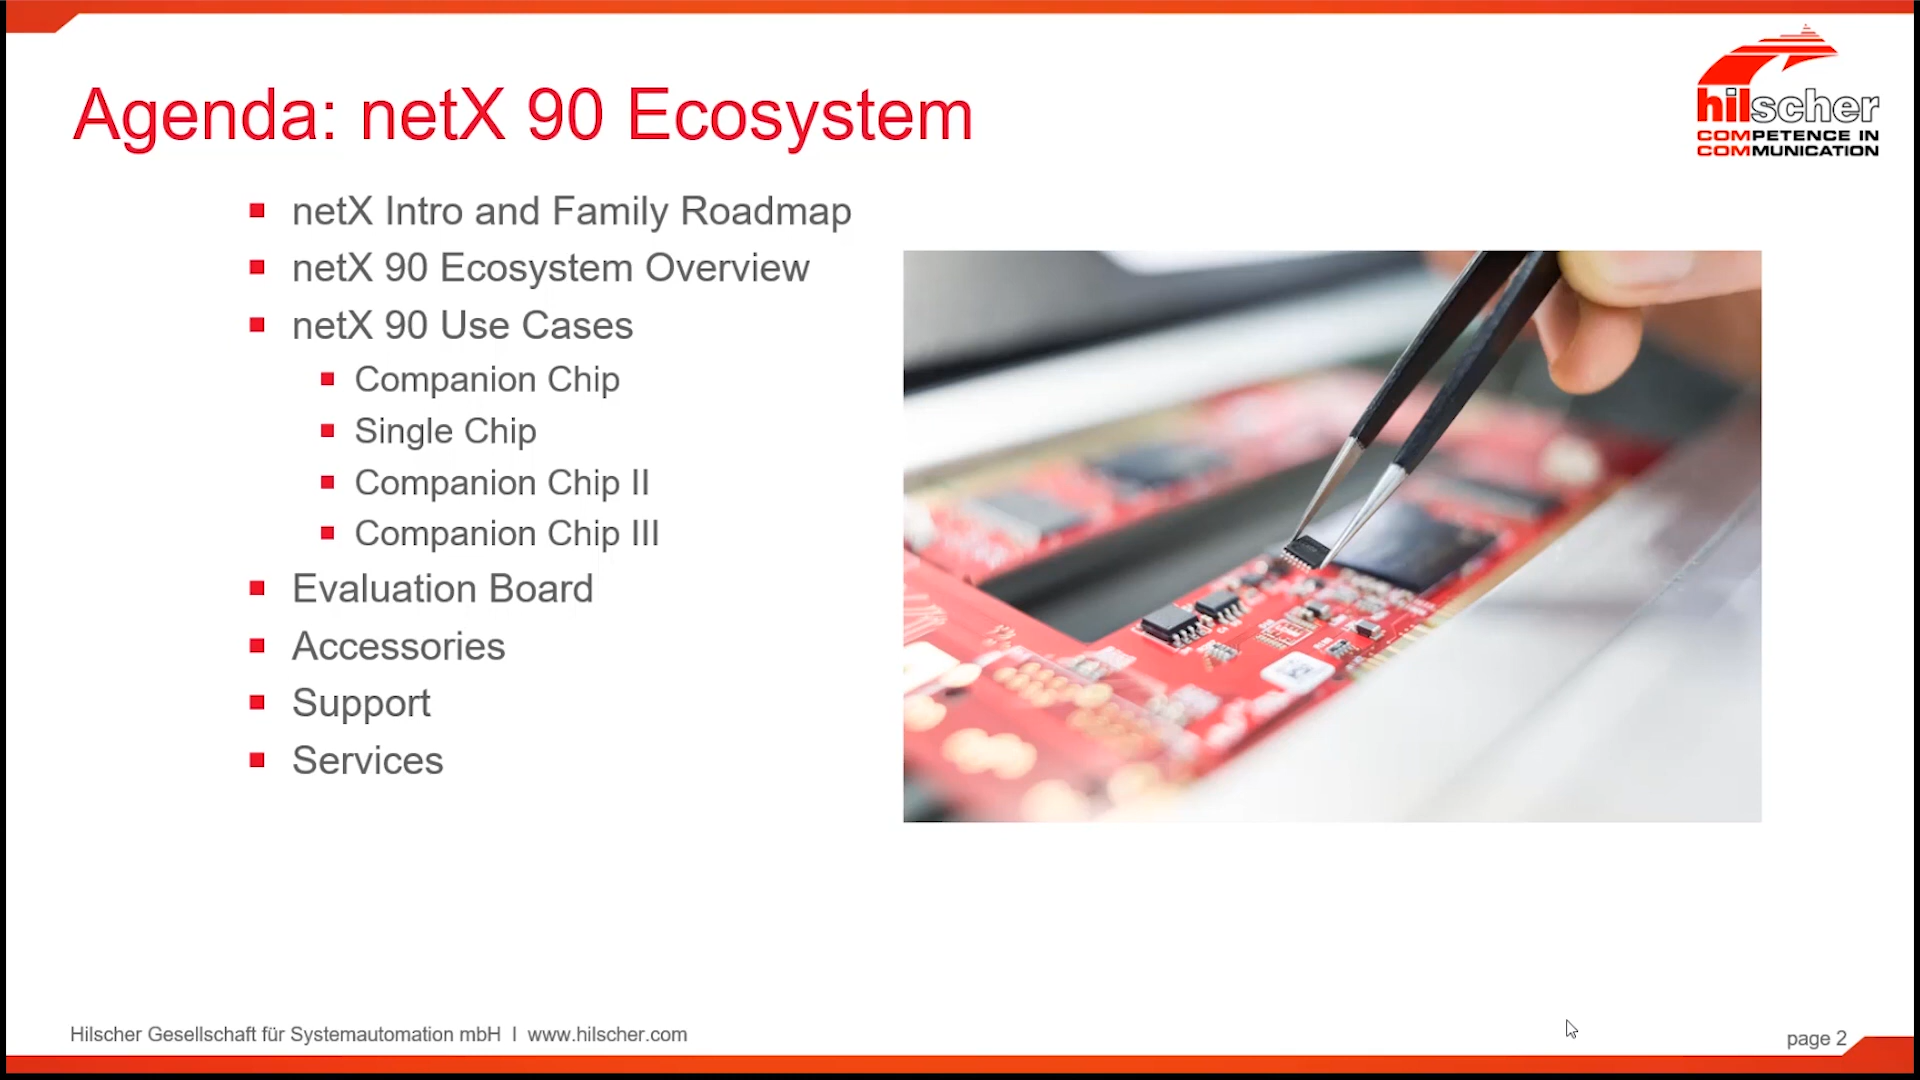 Agenda: netX 90 Ecosystem
hilscher
COMPETENCE IN
COMMUNICATION
netX Intro and Family Roadmap
netX 90 Ecosystem Overview
netX 90 Use Cases
Companion Chip
Single Chip
Companion Chip II
Companion Chip III
Evaluation Board
Accessories
Support
Services
Hilscher Gesellschaft für Systemautomation mbH I www.hilscher.com
page 2